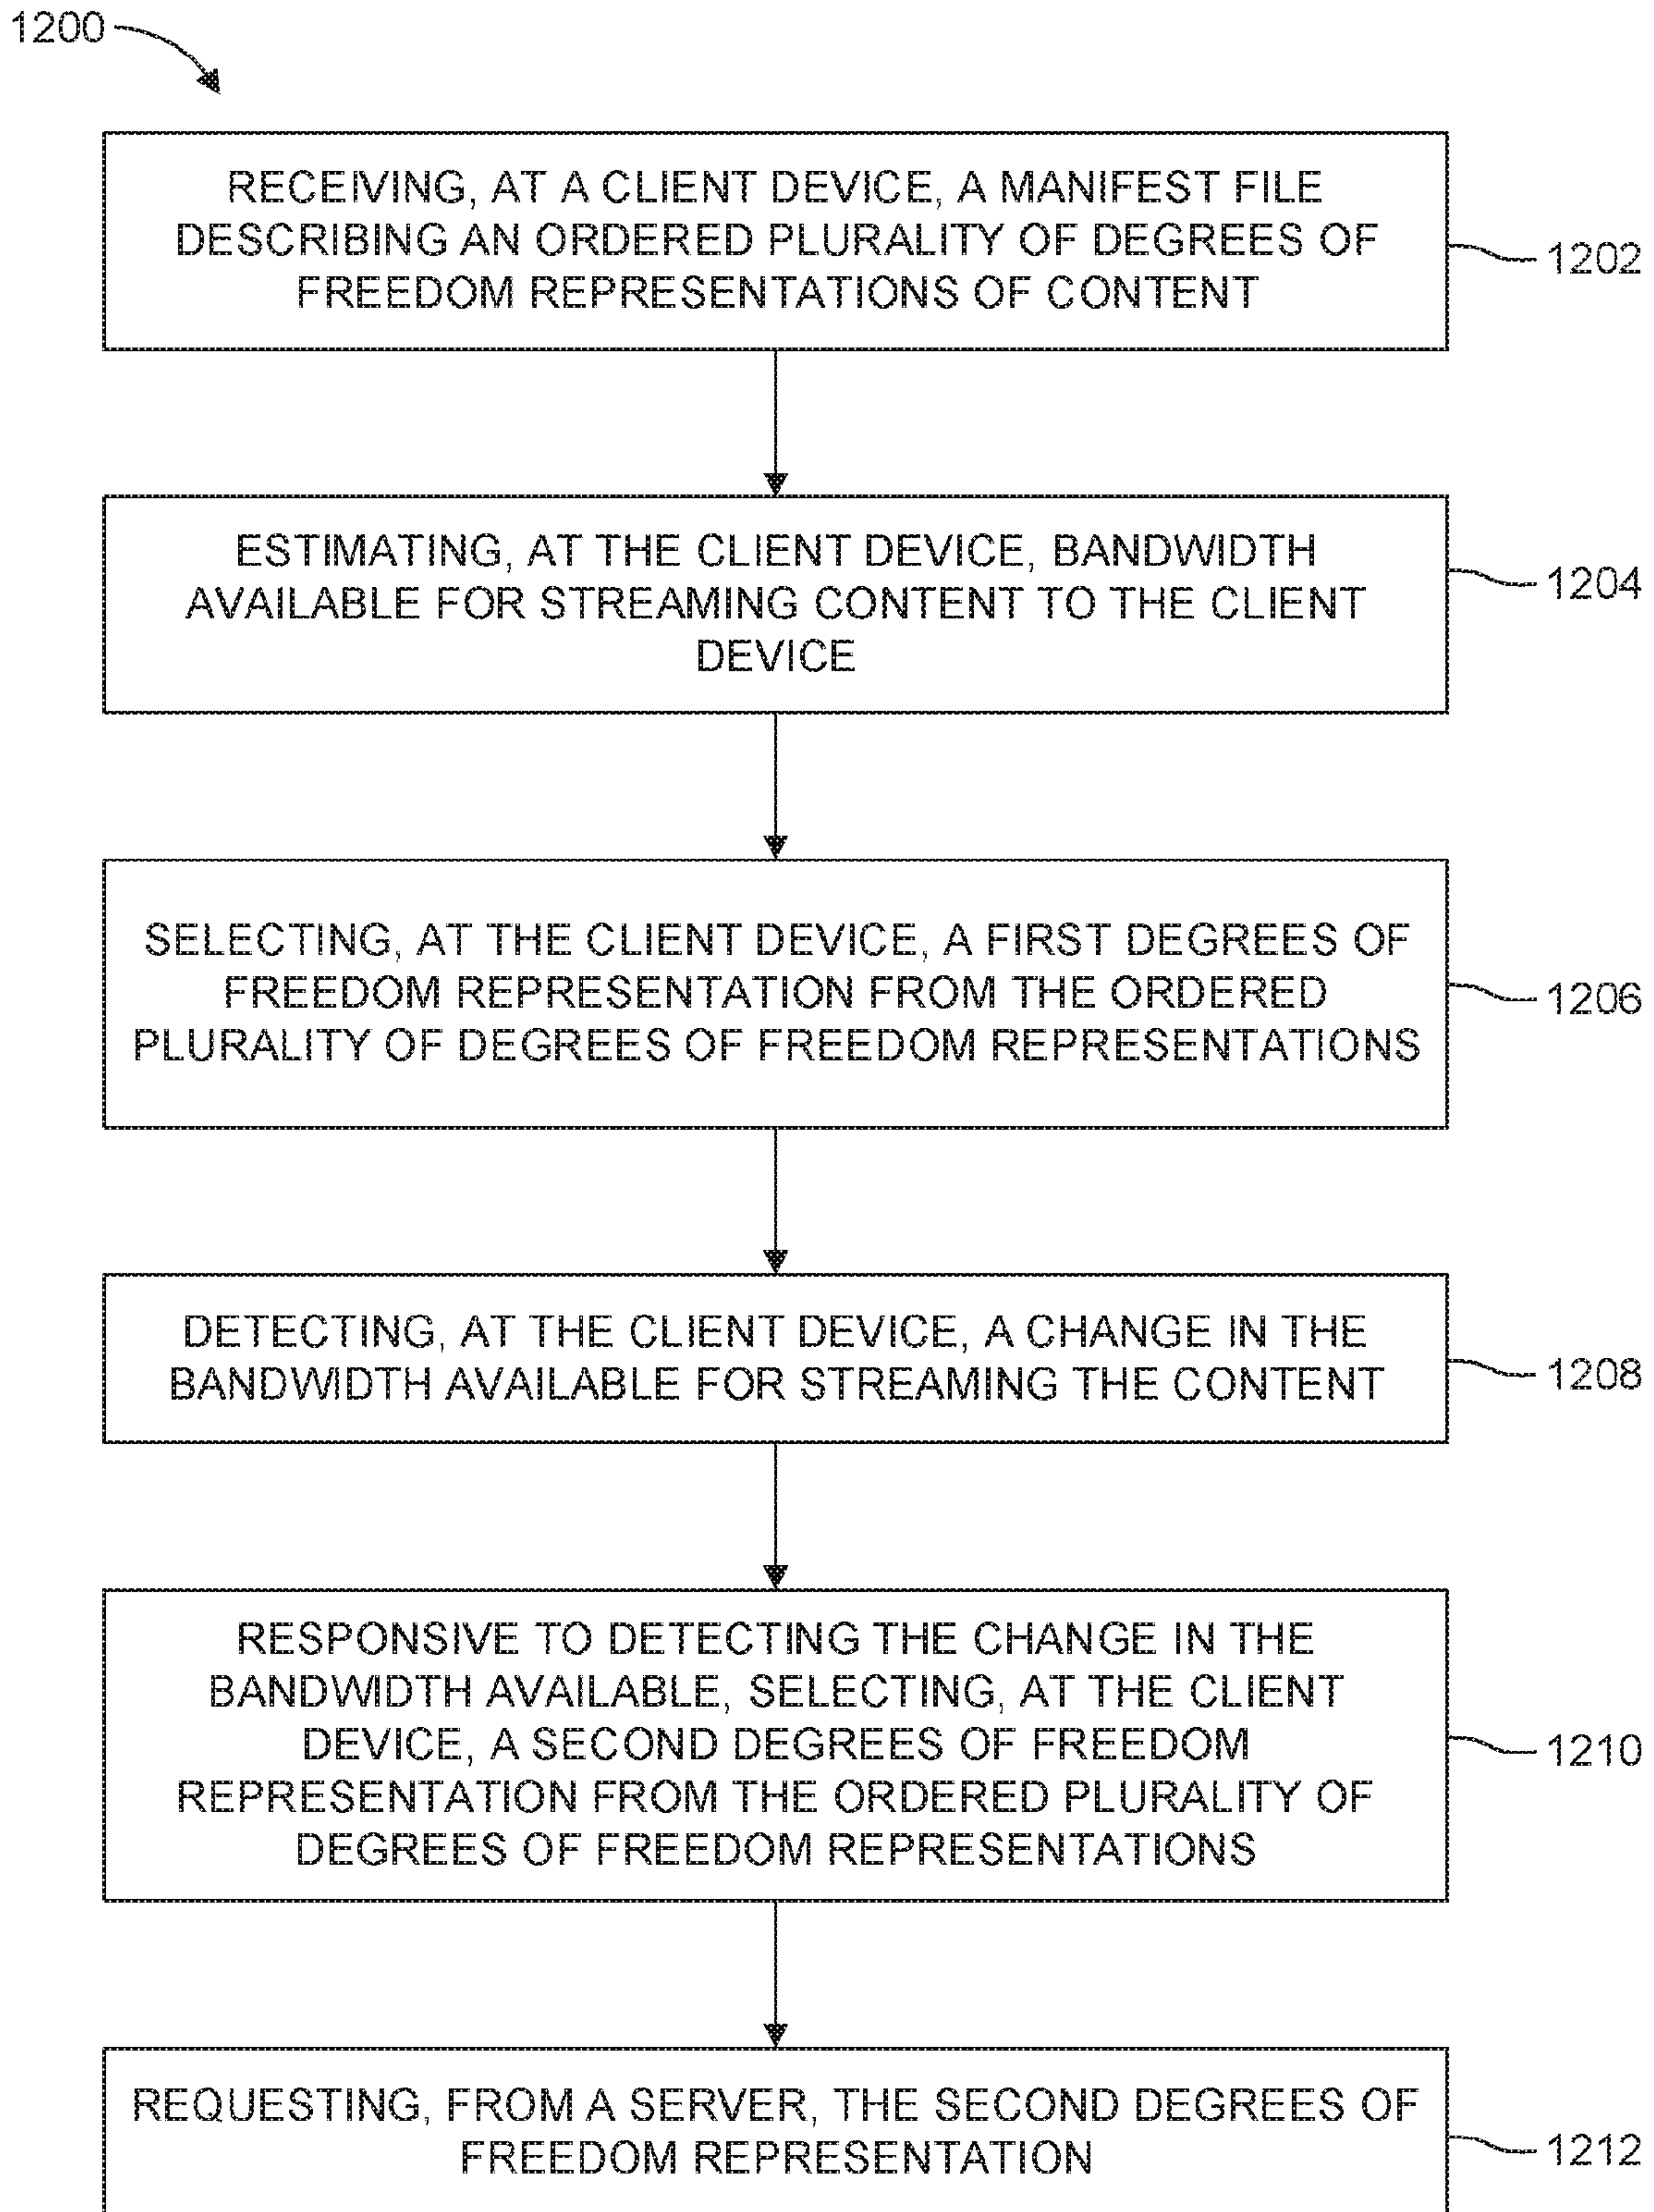 1200
RECEIVING, AT A CLIENT DEVICE, A MANIFEST FILE
DESCRIBING AN ORDERED PLURALITY OF DEGREES OF
FREEDOM REPRESENTATIONS OF CONTENT
1202
ESTIMATING, AT THE CLIENT DEVICE, BANDWIDTH
AVAILABLE FOR STREAMING CONTENT TO THE CLIENT
DEVICE
1204
SELECTING, AT THE CLIENT DEVICE, A FIRST DEGREES OF
FREEDOM REPRESENTATION FROM THE ORDERED
PLURALITY OF DEGREES OF FREEDOM REPRESENTATIONS
1206
DETECTING, AT THE CLIENT DEVICE, A CHANGE IN THE
BANDWIDTH AVAILABLE FOR STREAMING THE CONTENT
1208
RESPONSIVE TO DETECTING THE CHANGE IN THE
BANDWIDTH AVAILABLE, SELECTING, AT THE CLIENT
DEVICE, A SECOND DEGREES OF FREEDOM
REPRESENTATION FROM THE ORDERED PLURALITY OF
DEGREES OF FREEDOM REPRESENTATIONS
1210
REQUESTING, FROM A SERVER, THE SECOND DEGREES OF
FREEDOM REPRESENTATION
1212